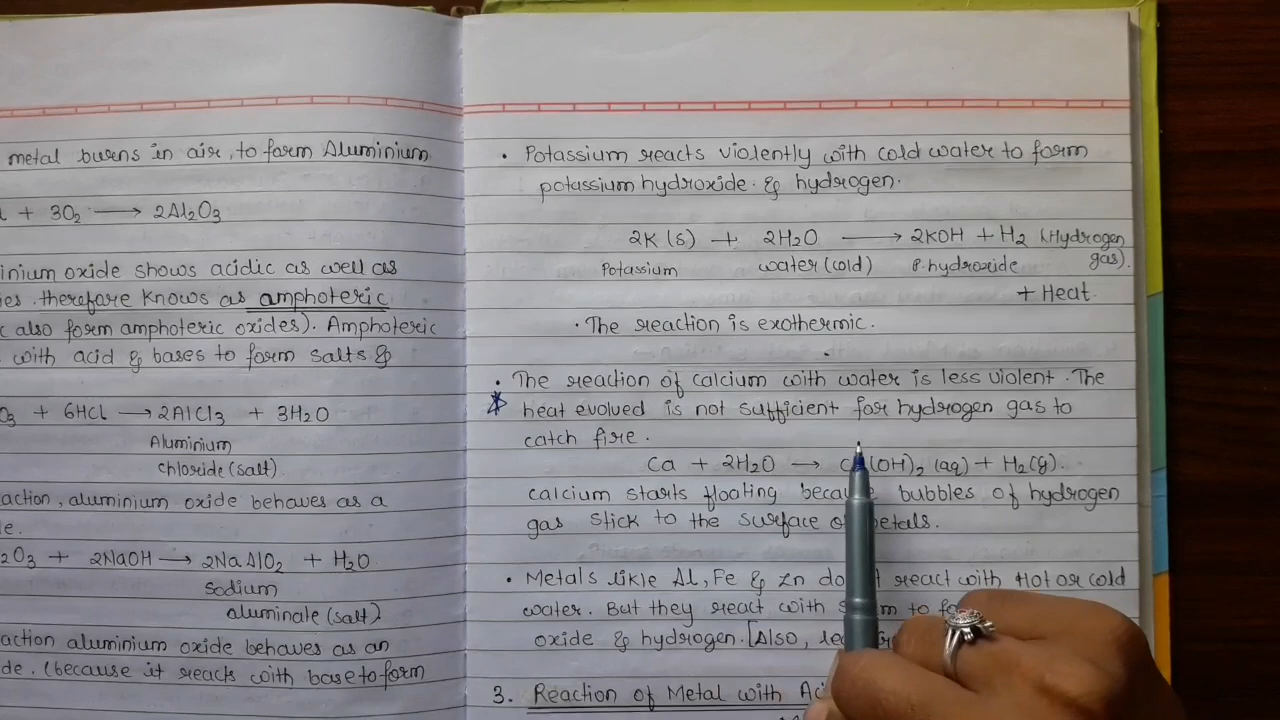 metal burns in air, to form Aluminium
+ 3O₂ ⟶ 2Al₂O₃
inium oxide shows acidic as well as
ies. therefore knows as amphoteric
c also form amphoteric oxides). Amphoteric
with acid & bases to form salts &
O₃ + 6HCl ⟶ 2AlCl₃ + 3H₂O
Aluminium
chloride (salt)
action, aluminium oxide behaves as a
de.
2O₃ + 2NaOH ⟶ 2NaAlO₂ + H₂O
Sodium
aluminate (salt)
action aluminium oxide behaves as an
de. (because it reacts with base to form
• Potassium reacts violently with cold water to form
potassium hydroxide. & hydrogen.
2K (s) + 2H₂O ⟶ 2KOH + H₂ (Hydrogen
Potassium water (cold) P. hydroxide gas).
+ Heat.
• The reaction is exothermic.
• The reaction of calcium with water is less violent. The
heat evolved is not sufficient for hydrogen gas to
catch fire.
Ca + 2H₂O ⟶ (OH)₂ (aq) + H₂(g).
calcium starts floating bubbles of hydrogen
gas stick to the surface metals.
• Metals likle Al, Fe & Zn react with Hot or cold
water. But they react with to
oxide & hydrogen. [Also,
3. Reaction of Metal with